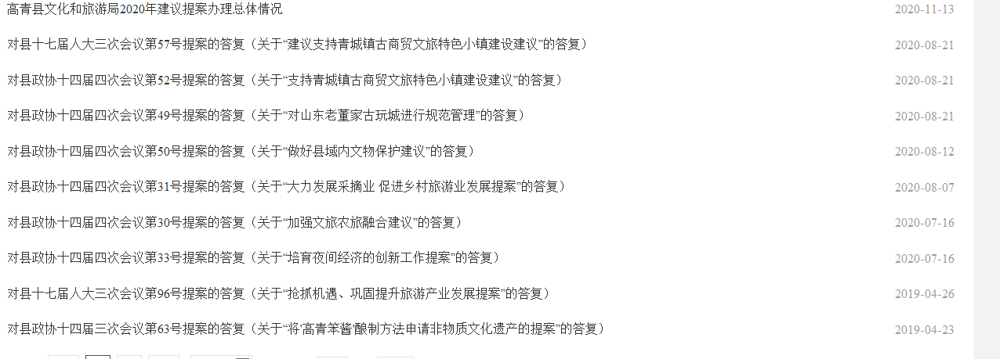 高青县文化和旅游局2020年建议提案办理总体情况 2020-11-13
对县十七届人大三次会议第57号提案的答复（关于“建议支持青城镇古商贸文旅特色小镇建设建议”的答复） 2020-08-21
对县政协十四届四次会议第52号提案的答复（关于“支持青城镇古商贸文旅特色小镇建设建议”的答复） 2020-08-21
对县政协十四届四次会议第49号提案的答复（关于“对山东老董家古玩城进行规范管理”的答复） 2020-08-21
对县政协十四届四次会议第50号提案的答复（关于“做好县域内文物保护建议”的答复） 2020-08-12
对县政协十四届四次会议第31号提案的答复（关于“大力发展采摘业 促进乡村旅游业发展提案”的答复） 2020-08-07
对县政协十四届四次会议第30号提案的答复（关于“加强文旅农旅融合建议”的答复） 2020-07-16
对县政协十四届四次会议第33号提案的答复（关于“培育夜间经济的创新工作提案”的答复） 2020-07-16
对县十七届人大三次会议第96号提案的答复（关于“抢抓机遇、巩固提升旅游产业发展提案”的答复） 2019-04-26
对县政协十四届三次会议第63号提案的答复（关于“将'高青笨酱'酿制方法申请非物质文化遗产的提案”的答复） 2019-04-23